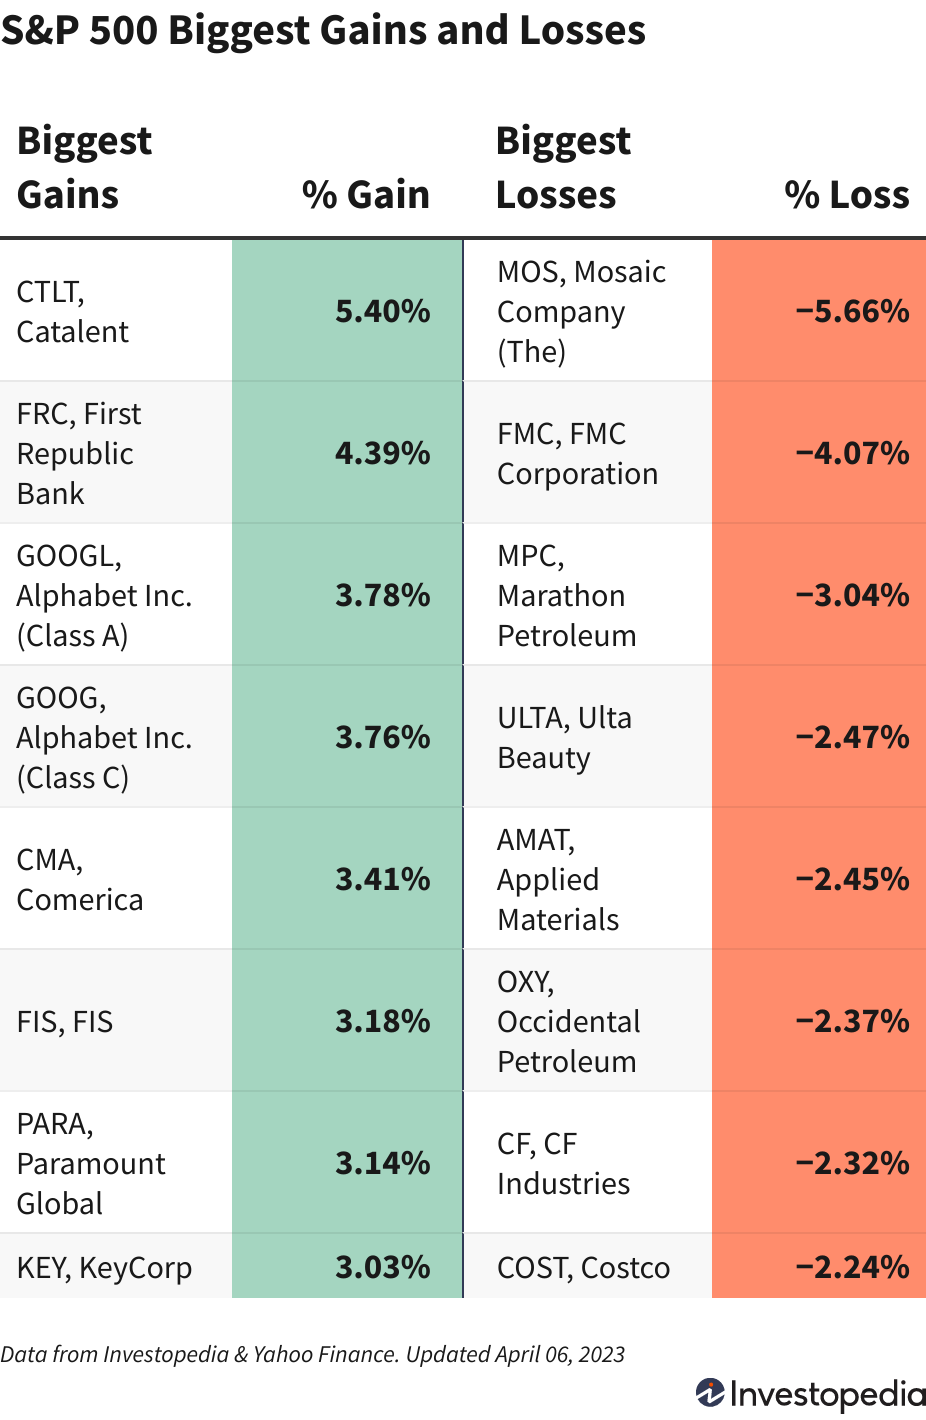 S&P 500 Biggest Gains and Losses
Biggest
Gains
% Gain
Biggest
Losses
% Loss
CTLT,
Catalent
5.40%
MOS, Mosaic
Company
(The)
−5.66%
FRC, First
Republic
Bank
4.39%
FMC, FMC
Corporation
−4.07%
GOOGL,
Alphabet Inc.
(Class A)
3.78%
MPC,
Marathon
Petroleum
−3.04%
GOOG,
Alphabet Inc.
(Class C)
3.76%
ULTA, Ulta
Beauty
−2.47%
CMA,
Comerica
3.41%
AMAT,
Applied
Materials
−2.45%
FIS, FIS
3.18%
OXY,
Occidental
Petroleum
−2.37%
PARA,
Paramount
Global
3.14%
CF, CF
Industries
−2.32%
KEY, KeyCorp
3.03%
COST, Costco
−2.24%
Data from Investopedia & Yahoo Finance. Updated April 06, 2023
Investopedia